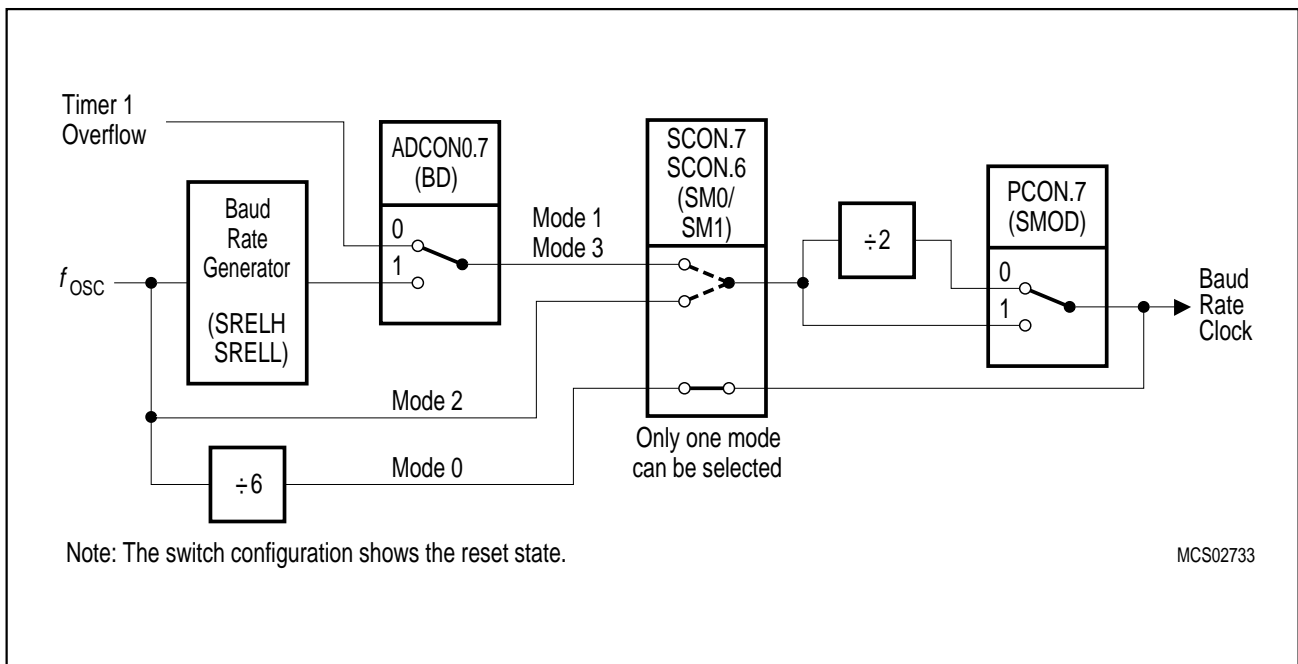 Timer 1
Overflow
ADCON0.7
(BD)
0
1
Baud
Rate
Generator
(SRELH
SRELL)
f OSC
Mode 1
Mode 3
SCON.7
SCON.6
(SM0/
SM1)
÷2
PCON.7
(SMOD)
0
1
Baud
Rate
Clock
Mode 2
Only one mode
can be selected
÷6
Mode 0
Note: The switch configuration shows the reset state.
MCS02733